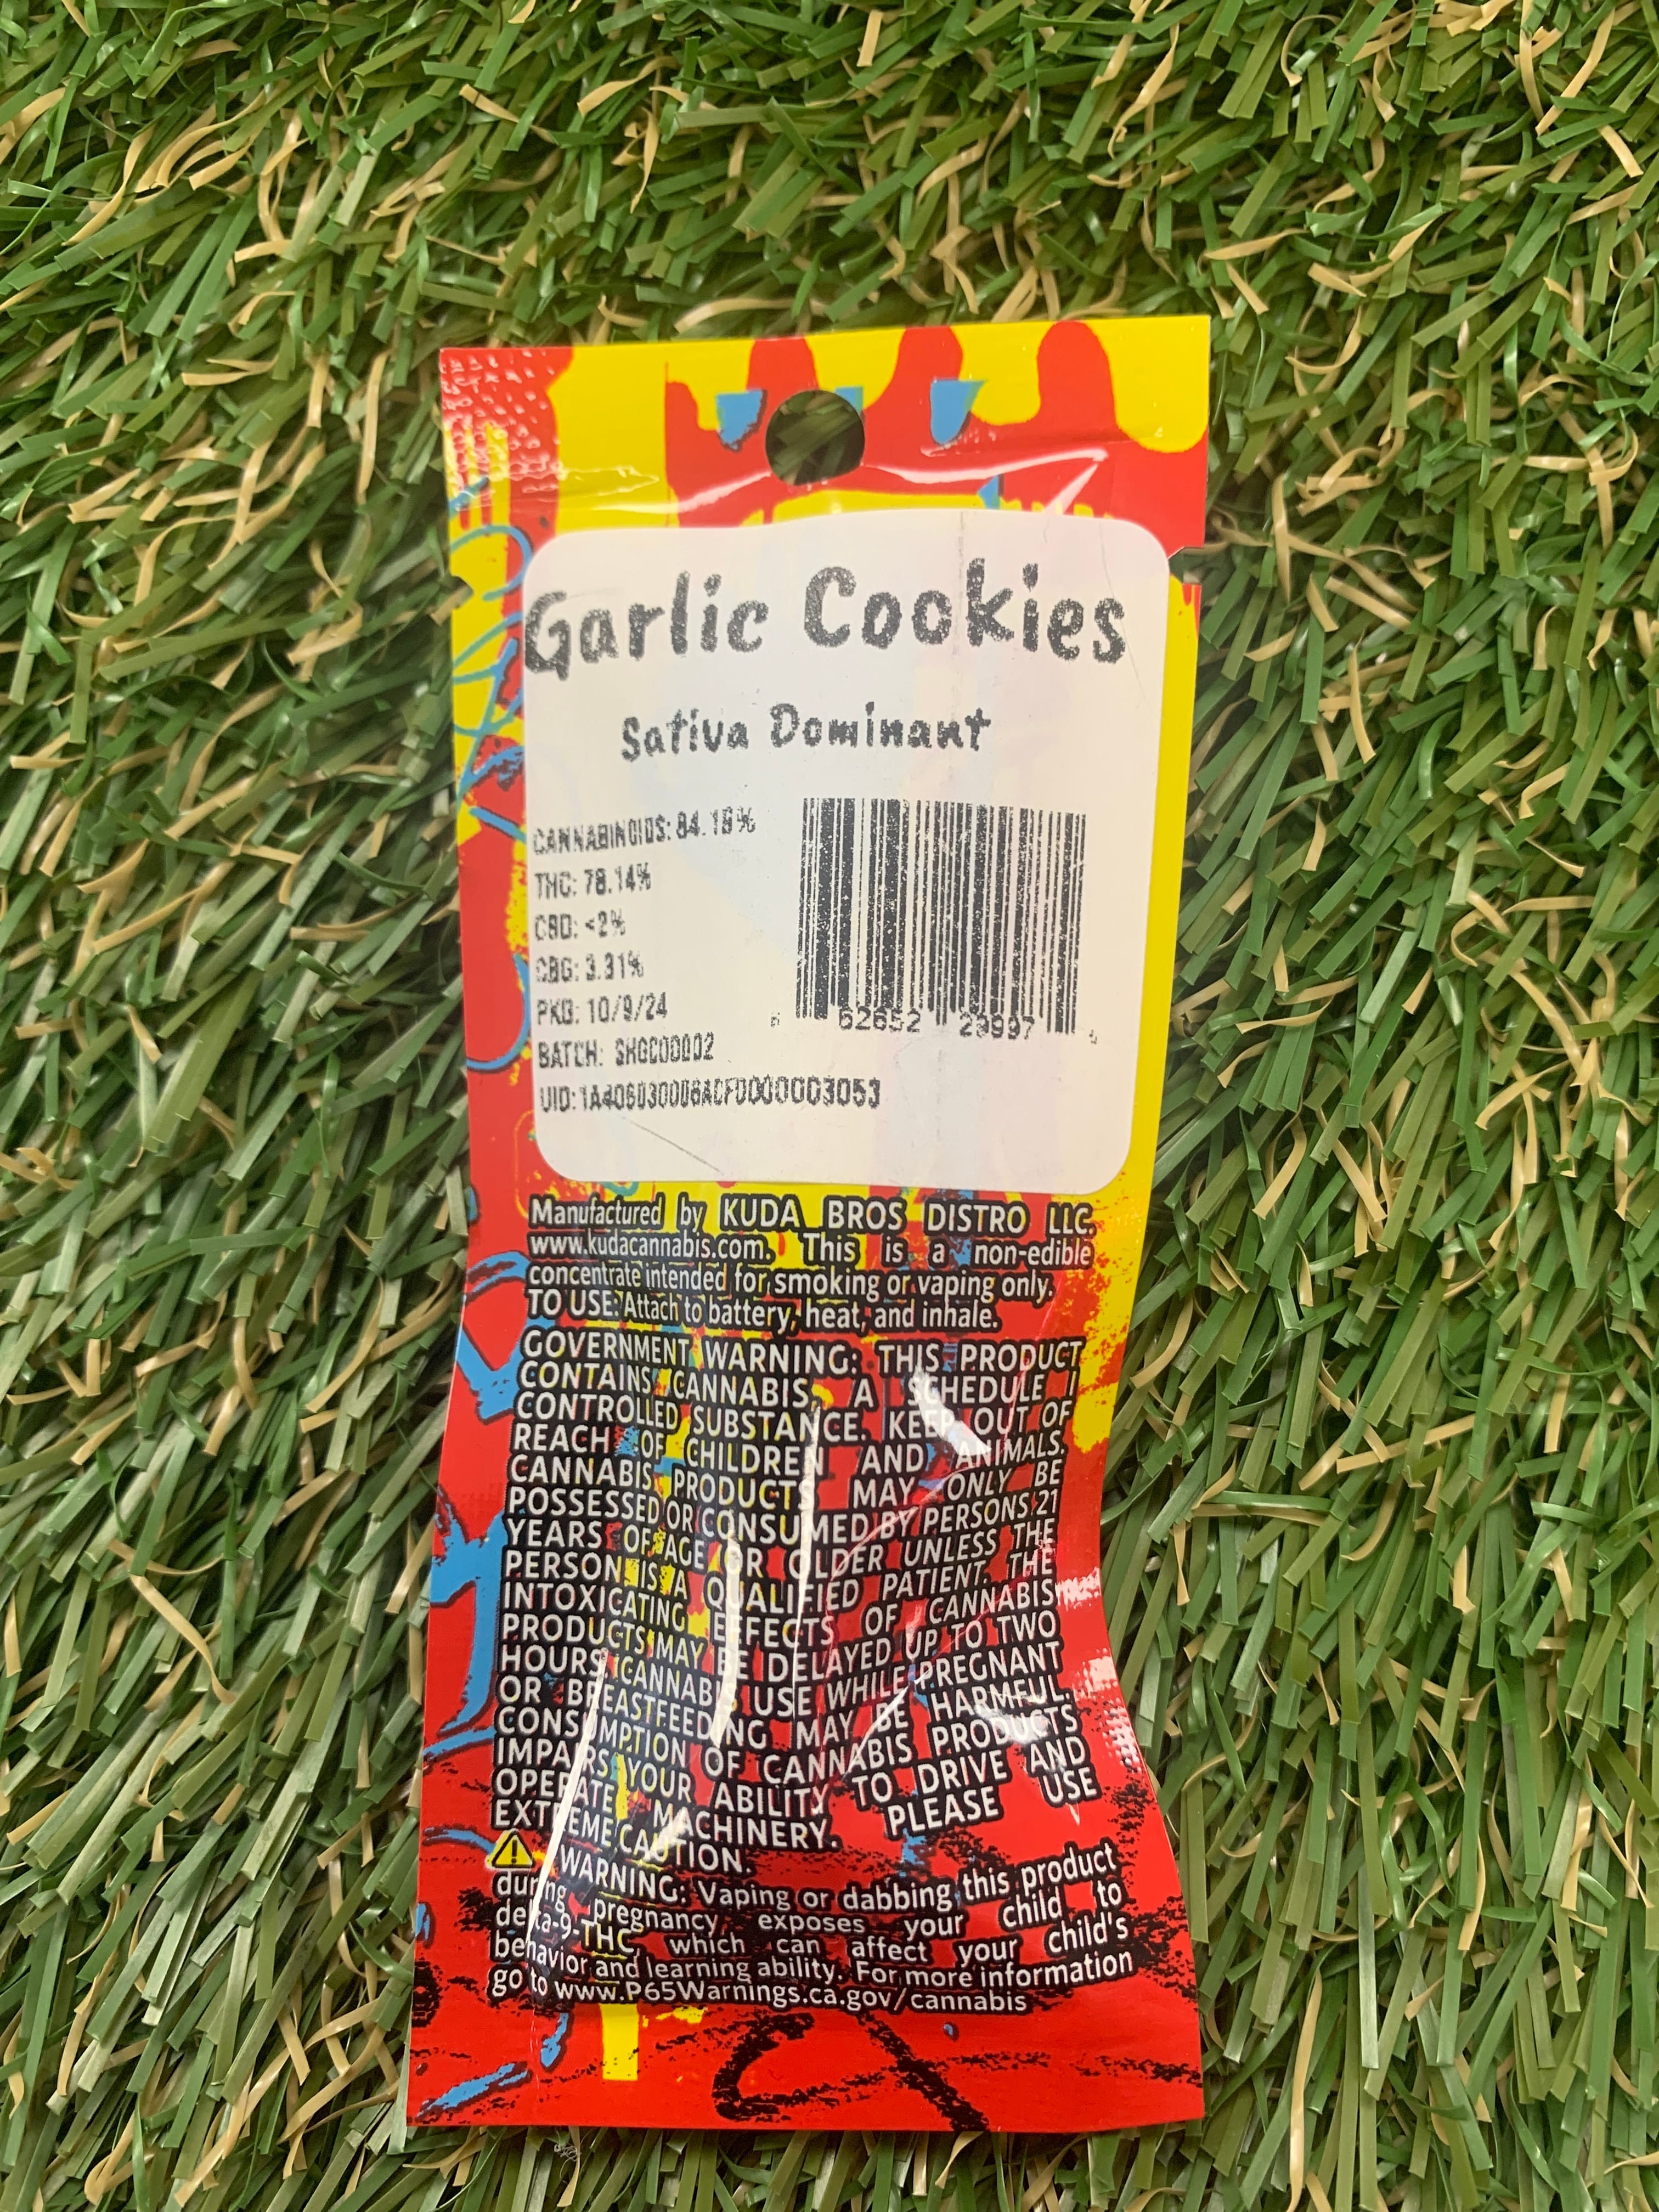 Garlic Cookies
Sativa Dominant
CANNABINOIDS: 84.18%
THC: 78.14%
CBD: <2%
CBG: 3.31%
PKD: 10/9/24
BATCH: SHGC00002
62652 29997
Manufactured by KUDA BROS DISTRO LLC.
www.kudacannabis.com. This is a non-edible
concentrate intended for smoking or vaping only.
TO USE: Attach to battery, heat, and inhale.
GOVERNMENT WARNING: THIS PRODUCT
CONTAINS CANNABIS, A SCHEDULE I
CONTROLLED SUBSTANCE. KEEP OUT OF
REACH OF CHILDREN AND ANIMALS.
CANNABIS PRODUCTS MAY ONLY BE
POSSESSED OR CONSUMED BY PERSONS 21
YEARS OF AGE OR OLDER UNLESS THE
PERSON IS A QUALIFIED PATIENT. THE
INTOXICATING EFFECTS OF CANNABIS
PRODUCTS MAY BE DELAYED UP TO TWO
HOURS. CANNABIS USE WHILE PREGNANT
OR BREASTFEEDING MAY BE HARMFUL.
CONSUMPTION OF CANNABIS PRODUCTS
IMPAIRS YOUR ABILITY TO DRIVE AND
OPERATE MACHINERY. PLEASE USE
EXTREME CAUTION.
WARNING: Vaping or dabbing this product
during pregnancy exposes your child to
delta-9-THC, which can affect your child's
behavior and learning ability. For more information
go to www.P65Warnings.ca.gov/cannabis